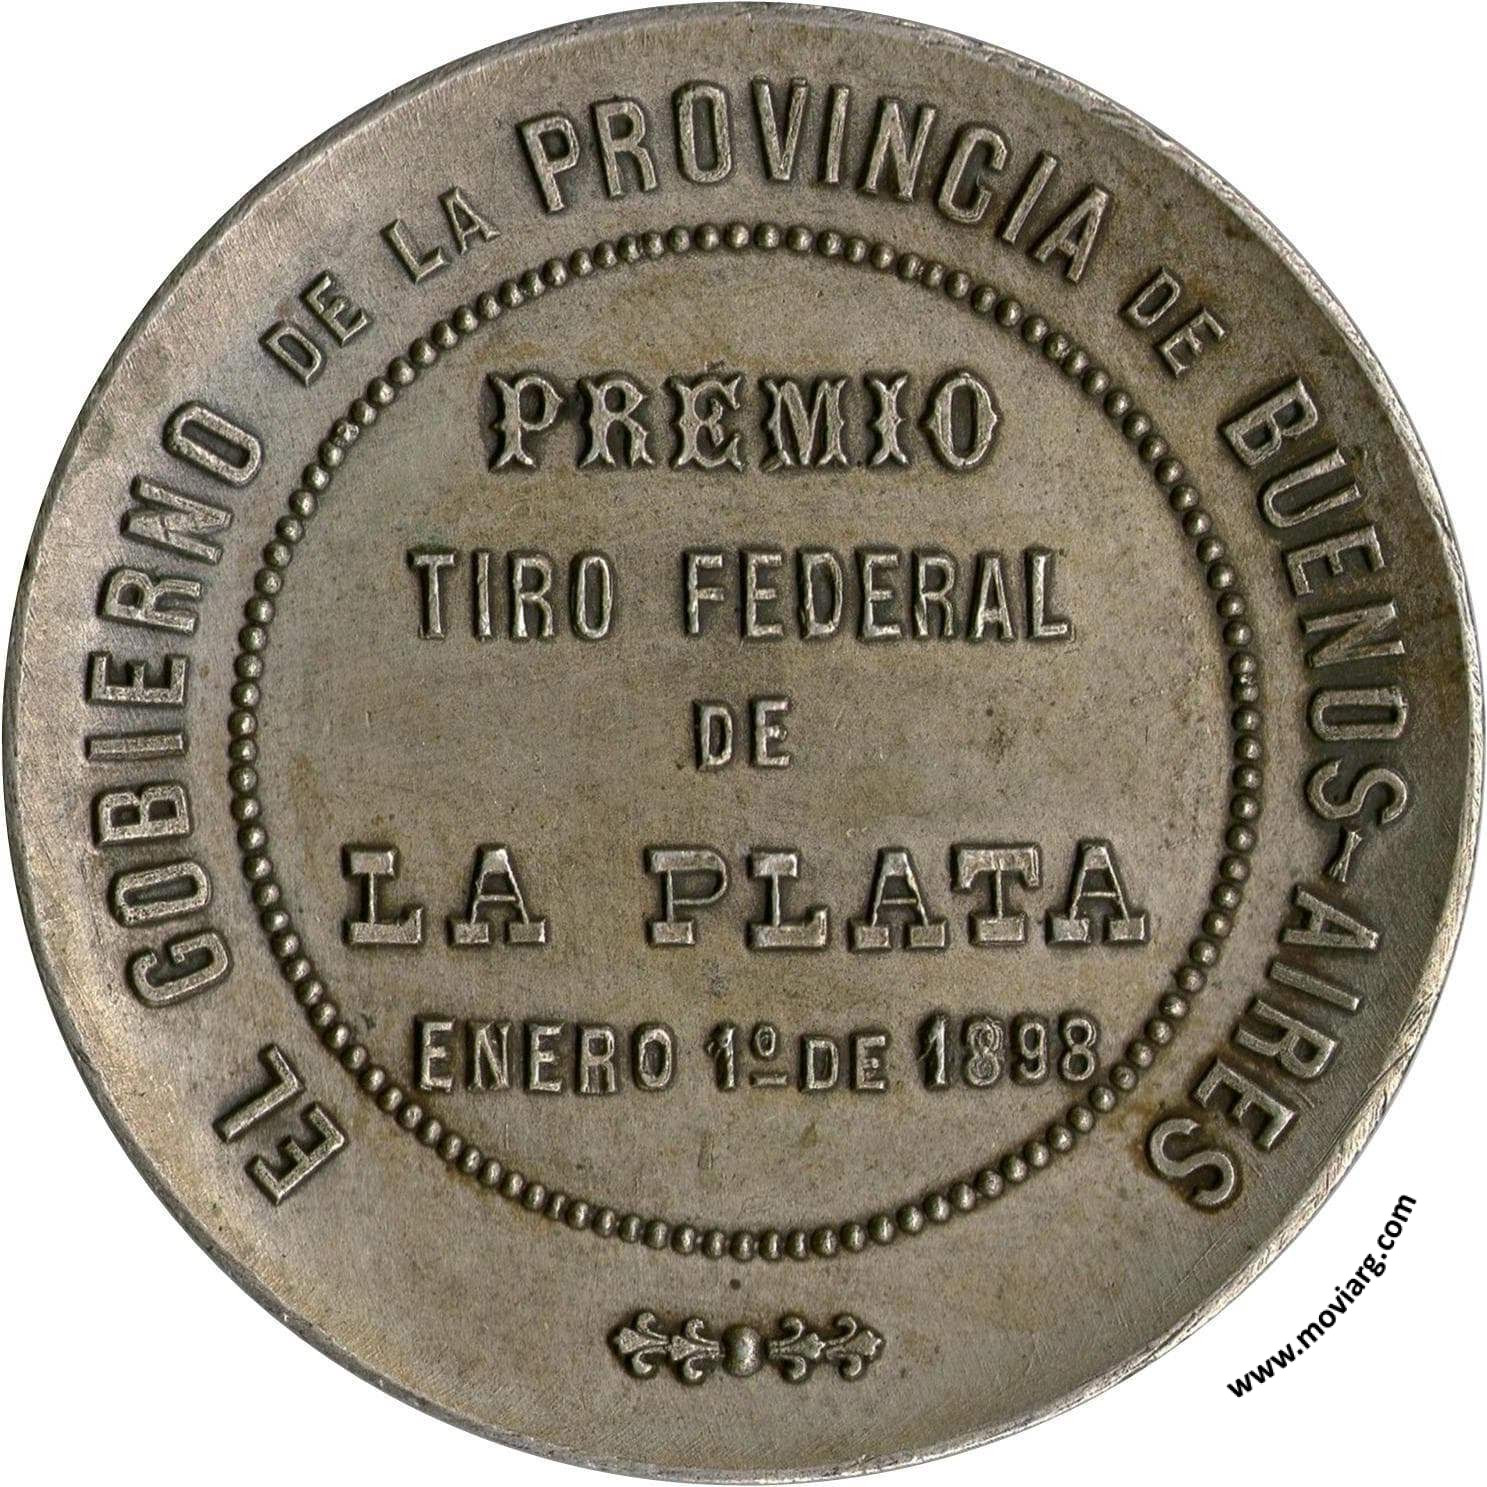 EL GOBIERNO DE LA PROVINCIA DE BUENOS-AIRES
PREMIO
TIRO FEDERAL
DE
LA PLATA
ENERO 1º DE 1898
www.moviarg.com